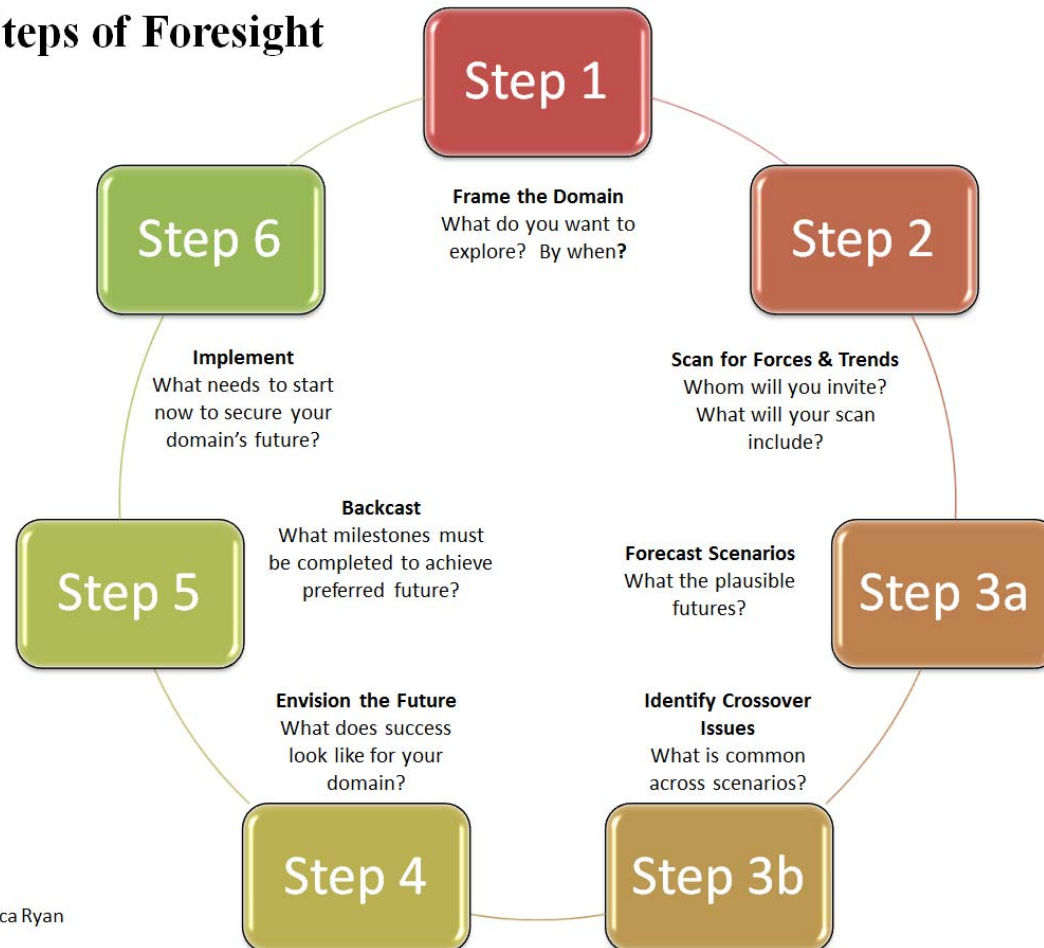 teps of Foresight
Step 1
Frame the Domain
What do you want to
explore? By when?
Step 2
Scan for Forces & Trends
Whom will you invite?
What will your scan
include?
Step 3a
Forecast Scenarios
What the plausible
futures?
Step 3b
Identify Crossover
Issues
What is common
across scenarios?
Step 4
Envision the Future
What does success
look like for your
domain?
Step 5
Backcast
What milestones must
be completed to achieve
preferred future?
Step 6
Implement
What needs to start
now to secure your
domain's future?
ca Ryan